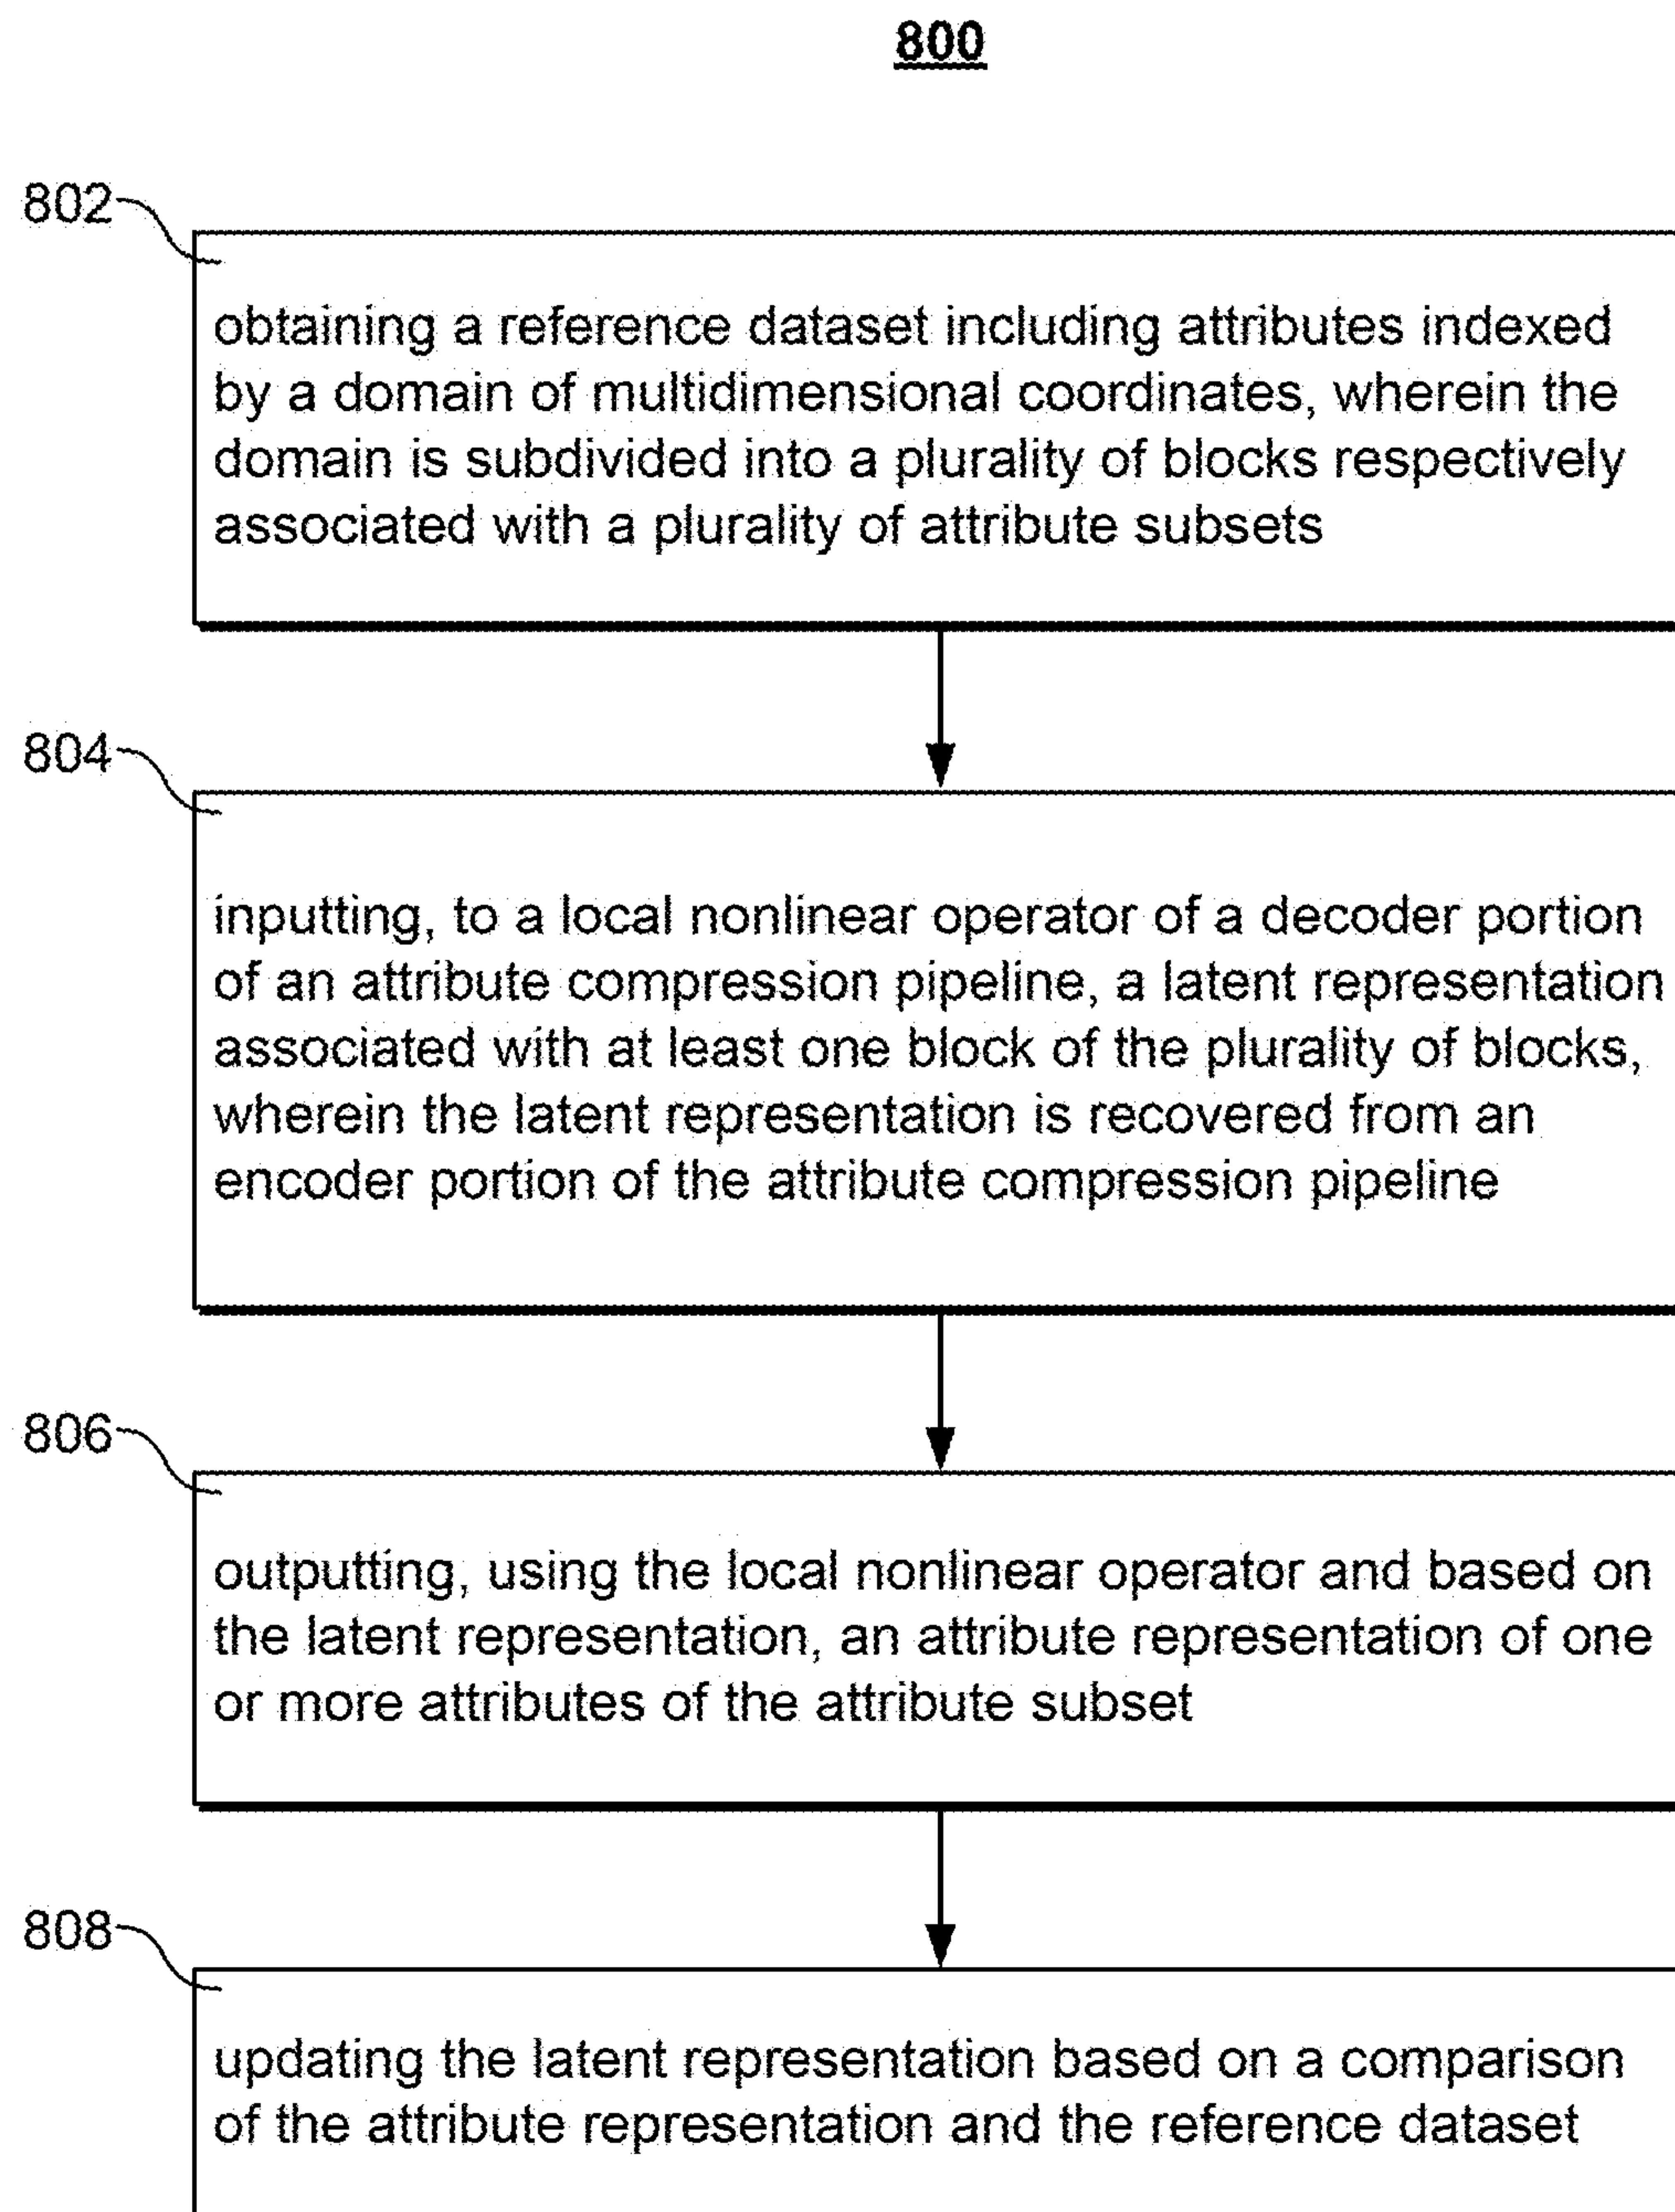 800
802
obtaining a reference dataset including attributes indexed
by a domain of multidimensional coordinates, wherein the
domain is subdivided into a plurality of blocks respectively
associated with a plurality of attribute subsets
804
inputting, to a local nonlinear operator of a decoder portion
of an attribute compression pipeline, a latent representation
associated with at least one block of the plurality of blocks,
wherein the latent representation is recovered from an
encoder portion of the attribute compression pipeline
806
outputting, using the local nonlinear operator and based on
the latent representation, an attribute representation of one
or more attributes of the attribute subset
808
updating the latent representation based on a comparison
of the attribute representation and the reference dataset